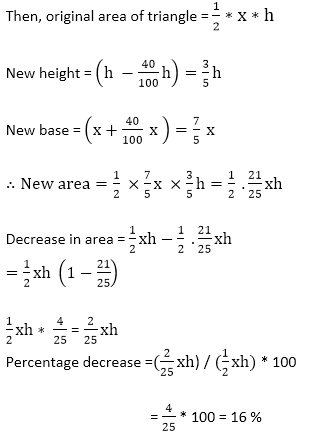 Then, original area of triangle = 1/2 * x * h
New height = (h − 40/100 h) = 3/5 h
New base = (x + 40/100 x) = 7/5 x
∴ New area = 1/2 × 7/5 x × 3/5 h = 1/2 . 21/25 xh
Decrease in area = 1/2 xh − 1/2 . 21/25 xh
= 1/2 xh (1 − 21/25)
1/2 xh * 4/25 = 2/25 xh
Percentage decrease =(2/25 xh) / (1/2 xh) * 100
= 4/25 * 100 = 16 %